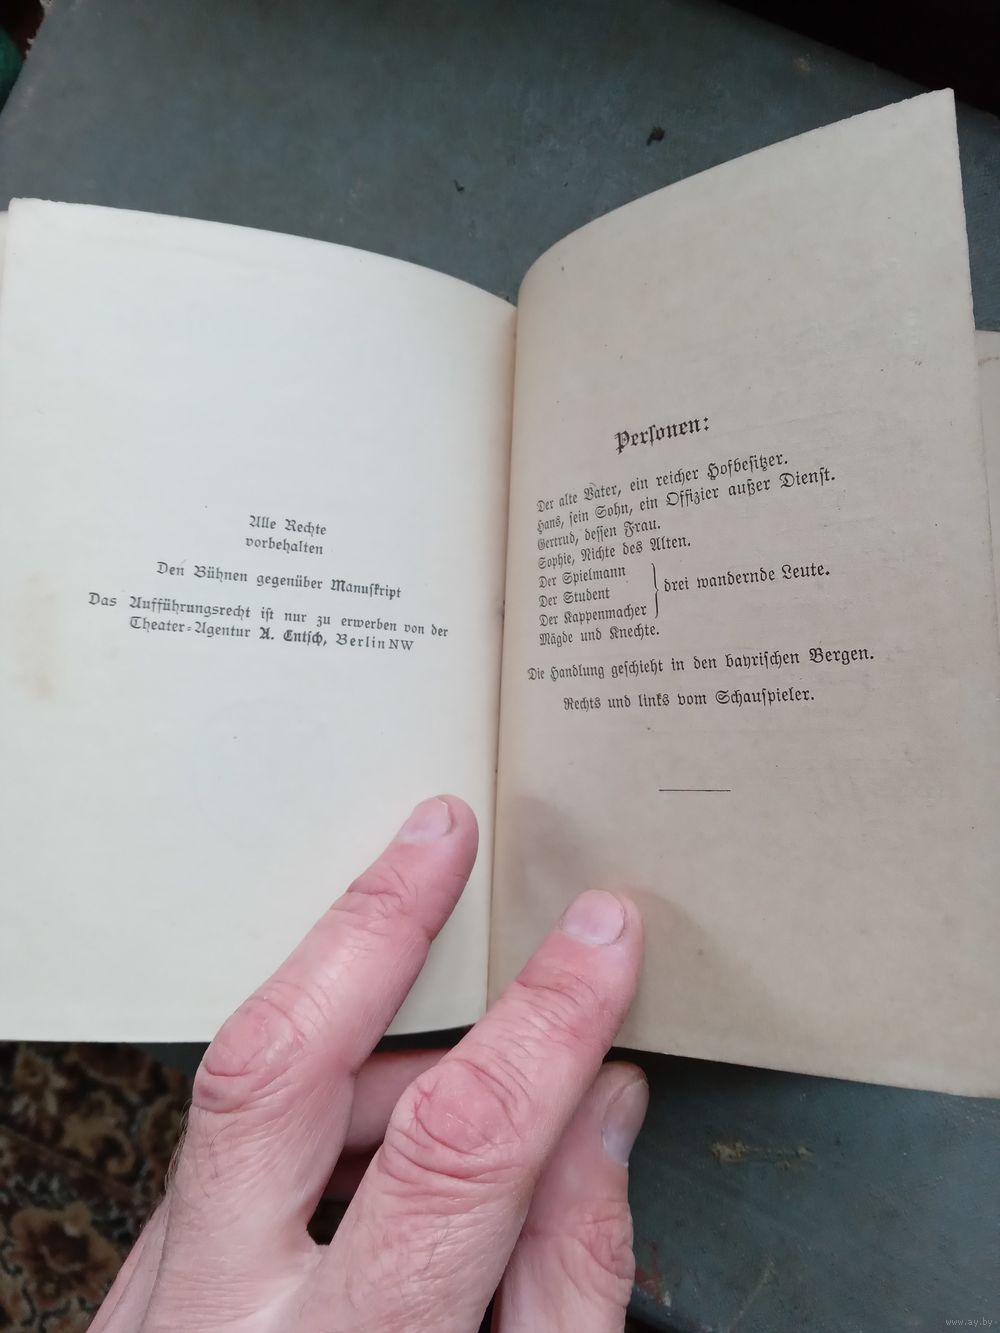 Alle Rechte
vorbehalten
Den Bühnen gegenüber Manuskript
Das Aufführungsrecht ist nur zu erwerben von der
Theater-Agentur A. Entsch, Berlin NW
Personen:
Der alte Vater, ein reicher Hofbesitzer.
Hans, sein Sohn, ein Offizier außer Dienst.
Gertrud, dessen Frau.
Sophie, Nichte des Alten.
Der Spielmann
Der Student
Der Kappenmacher
} drei wandernde Leute.
Mägde und Knechte.
Die Handlung geschieht in den bayrischen Bergen.
Rechts und links vom Schauspieler.
www.ay.by